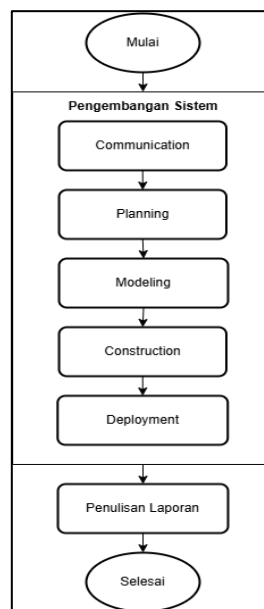 Mulai
Pengembangan Sistem
Communication
Planning
Modeling
Construction
Deployment
Penulisan Laporan
Selesai